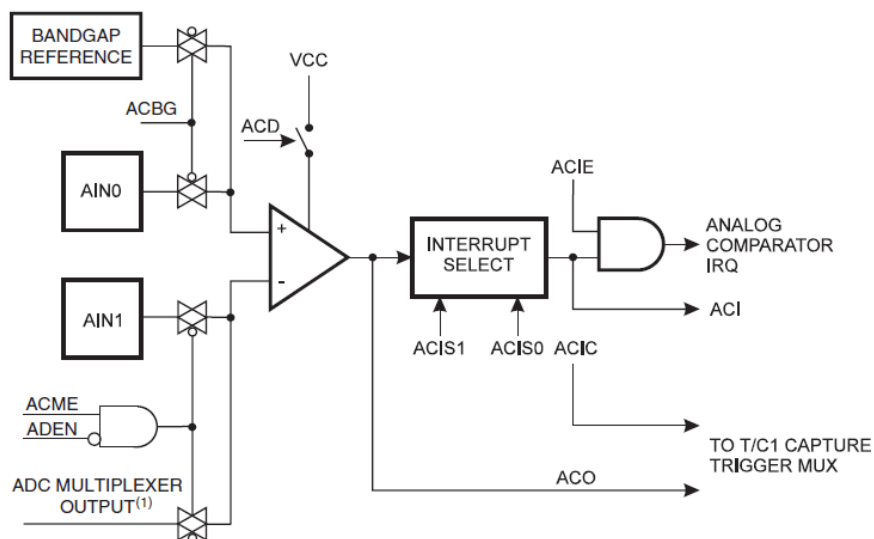 BANDGAP
REFERENCE
VCC
ACBG
ACD
AIN0
ACIE
+
INTERRUPT
SELECT
ANALOG
COMPARATOR
IRQ
-
AIN1
ACI
ACIS1
ACIS0
ACIC
ACME
ADEN
TO T/C1 CAPTURE
TRIGGER MUX
ADC MULTIPLEXER
OUTPUT(1)
ACO